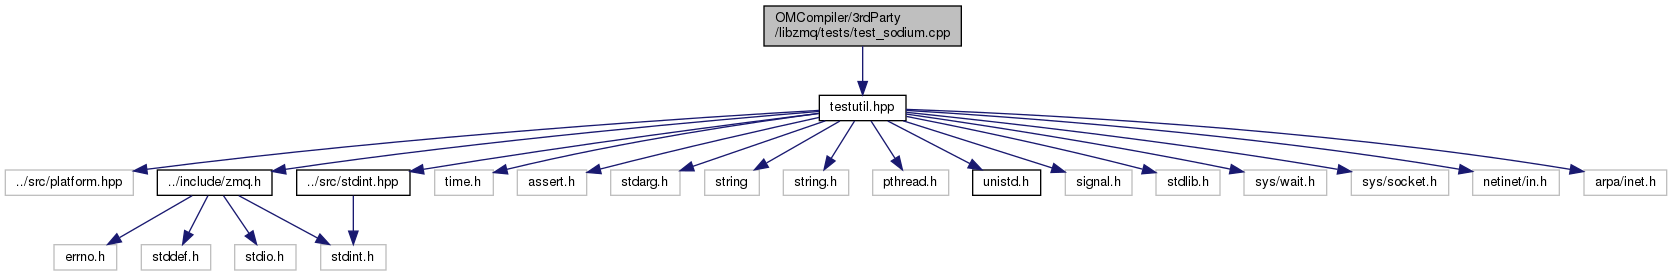 OMCompiler/3rdParty
/libzmq/tests/test_sodium.cpp
testutil.hpp
../src/platform.hpp
../include/zmq.h
../src/stdint.hpp
time.h
assert.h
stdarg.h
string
string.h
pthread.h
unistd.h
signal.h
stdlib.h
sys/wait.h
sys/socket.h
netinet/in.h
arpa/inet.h
errno.h
stddef.h
stdio.h
stdint.h